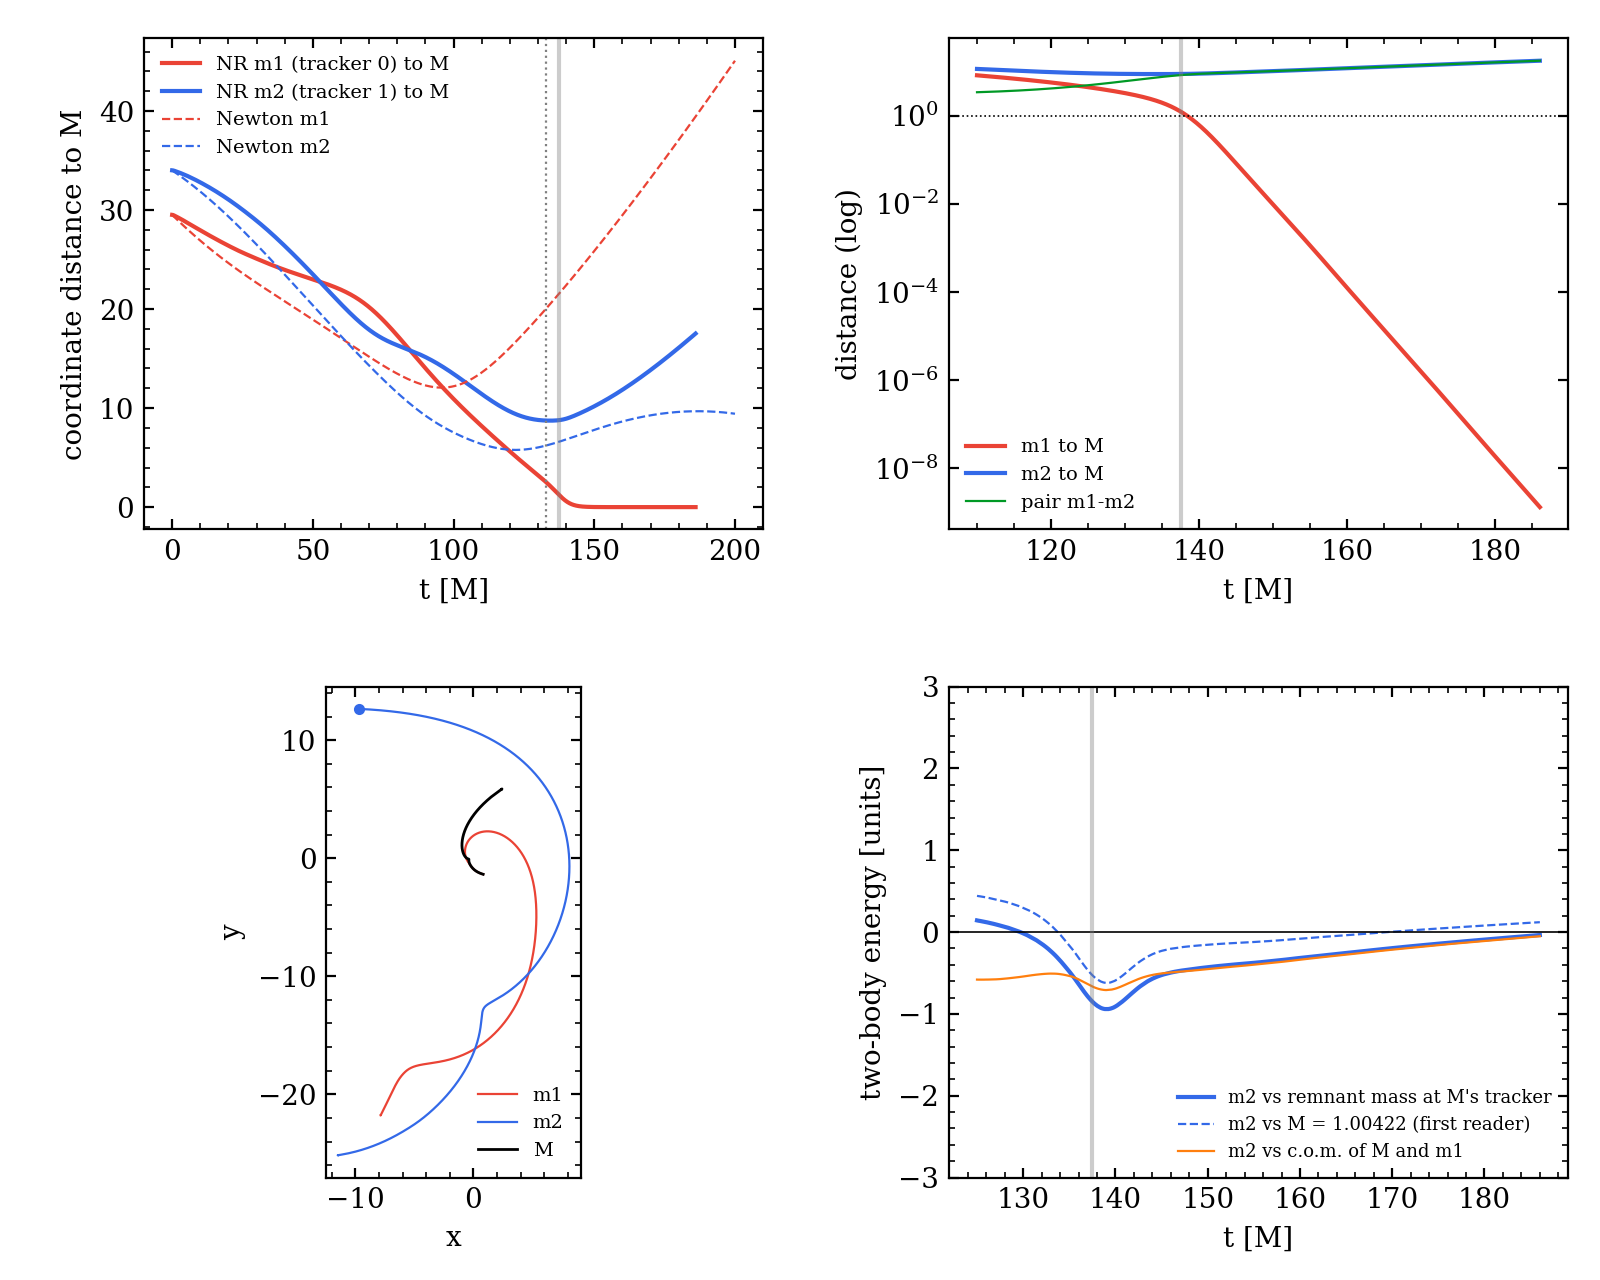 coordinate distance to M
40
30
20
10
0
NR m1 (tracker 0) to M
NR m2 (tracker 1) to M
Newton m1
Newton m2
0 50 100 150 200
t [M]
distance (log)
10⁰
10⁻²
10⁻⁴
10⁻⁶
10⁻⁸
m1 to M
m2 to M
pair m1-m2
120 140 160 180
t [M]
y
10
0
−10
−20
m1
m2
M
−10 0
x
two-body energy [units]
3
2
1
0
−1
−2
−3
m2 vs remnant mass at M's tracker
m2 vs M = 1.00422 (first reader)
m2 vs c.o.m. of M and m1
130 140 150 160 170 180
t [M]